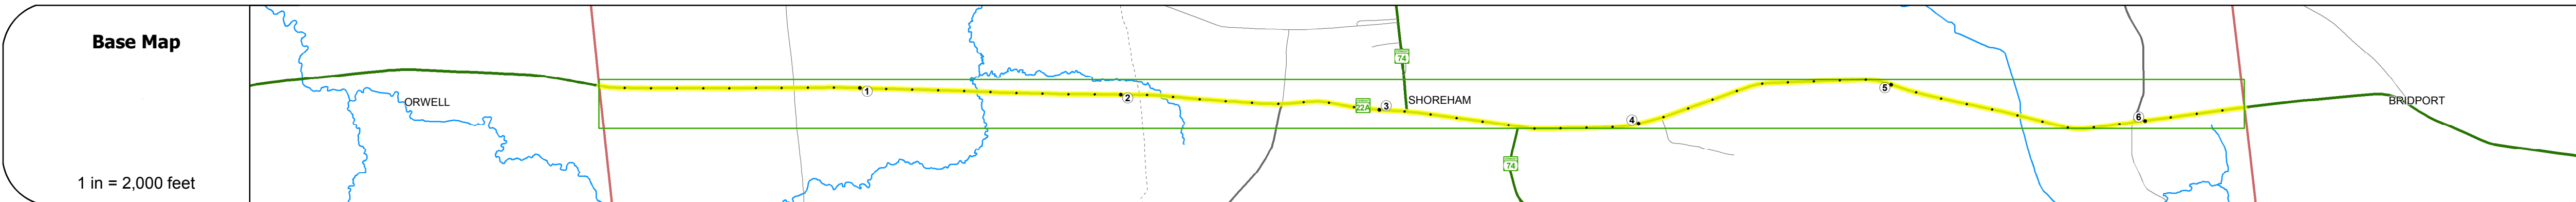 Base Map
1 in = 2,000 feet
ORWELL
1
2
22A
3
74
SHOREHAM
74
4
5
6
BRIDPORT